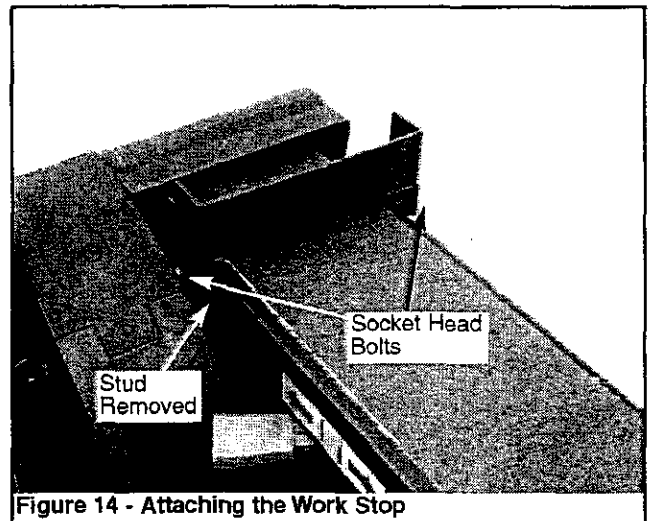 Socket Head
Bolts
Stud
Removed
Figure 14 - Attaching the Work Stop